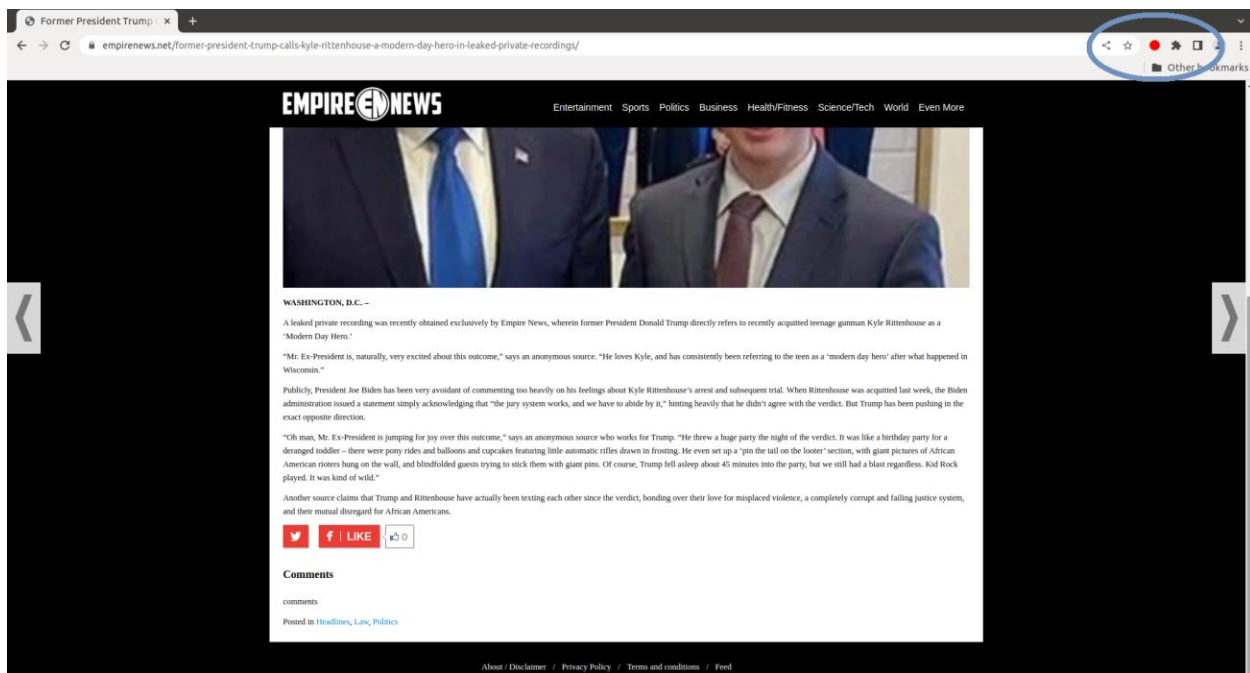 Former President Trump
empirenews.net/former-president-trump-calls-kyle-rittenhouse-a-modern-day-hero-in-leaked-private-recordings/
Other bookmarks
EMPIRE EN NEWS
Entertainment Sports Politics Business Health/Fitness Science/Tech World Even More
WASHINGTON, D.C. –
A leaked private recording was recently obtained exclusively by Empire News, wherein former President Donald Trump directly refers to recently acquitted teenage gunman Kyle Rittenhouse as a
‘Modern Day Hero.’
“Mr. Ex-President is, naturally, very excited about this outcome,” says an anonymous source. “He loves Kyle, and has consistently been referring to the teen as a ‘modern day hero’ after what happened in
Wisconsin.”
Publicly, President Joe Biden has been very avoidant of commenting too heavily on his feelings about Kyle Rittenhouse’s arrest and subsequent trial. When Rittenhouse was acquitted last week, the Biden
administration issued a statement simply acknowledging that “the jury system works, and we have to abide by it,” hinting heavily that he didn’t agree with the verdict. But Trump has been pushing in the
exact opposite direction.
“Oh man, Mr. Ex-President is jumping for joy over this outcome,” says an anonymous source who works for Trump. “He threw a huge party the night of the verdict. It was like a birthday party for a
deranged toddler – there were pony rides and balloons and cupcakes featuring little automatic rifles drawn in frosting. He even set up a ‘pin the tail on the looter’ section, with giant pictures of African
American rioters hung on the wall, and blindfolded guests trying to stick them with giant pins. Of course, Trump fell asleep about 45 minutes into the party, but we still had a blast regardless. Kid Rock
played. It was kind of wild.”
Another source claims that Trump and Rittenhouse have actually been texting each other since the verdict, bonding over their love for misplaced violence, a completely corrupt and failing justice system,
and their mutual disregard for African Americans.
LIKE 0
Comments
comments
Posted in Headlines, Law, Politics
About / Disclaimer / Privacy Policy / Terms and conditions / Feed